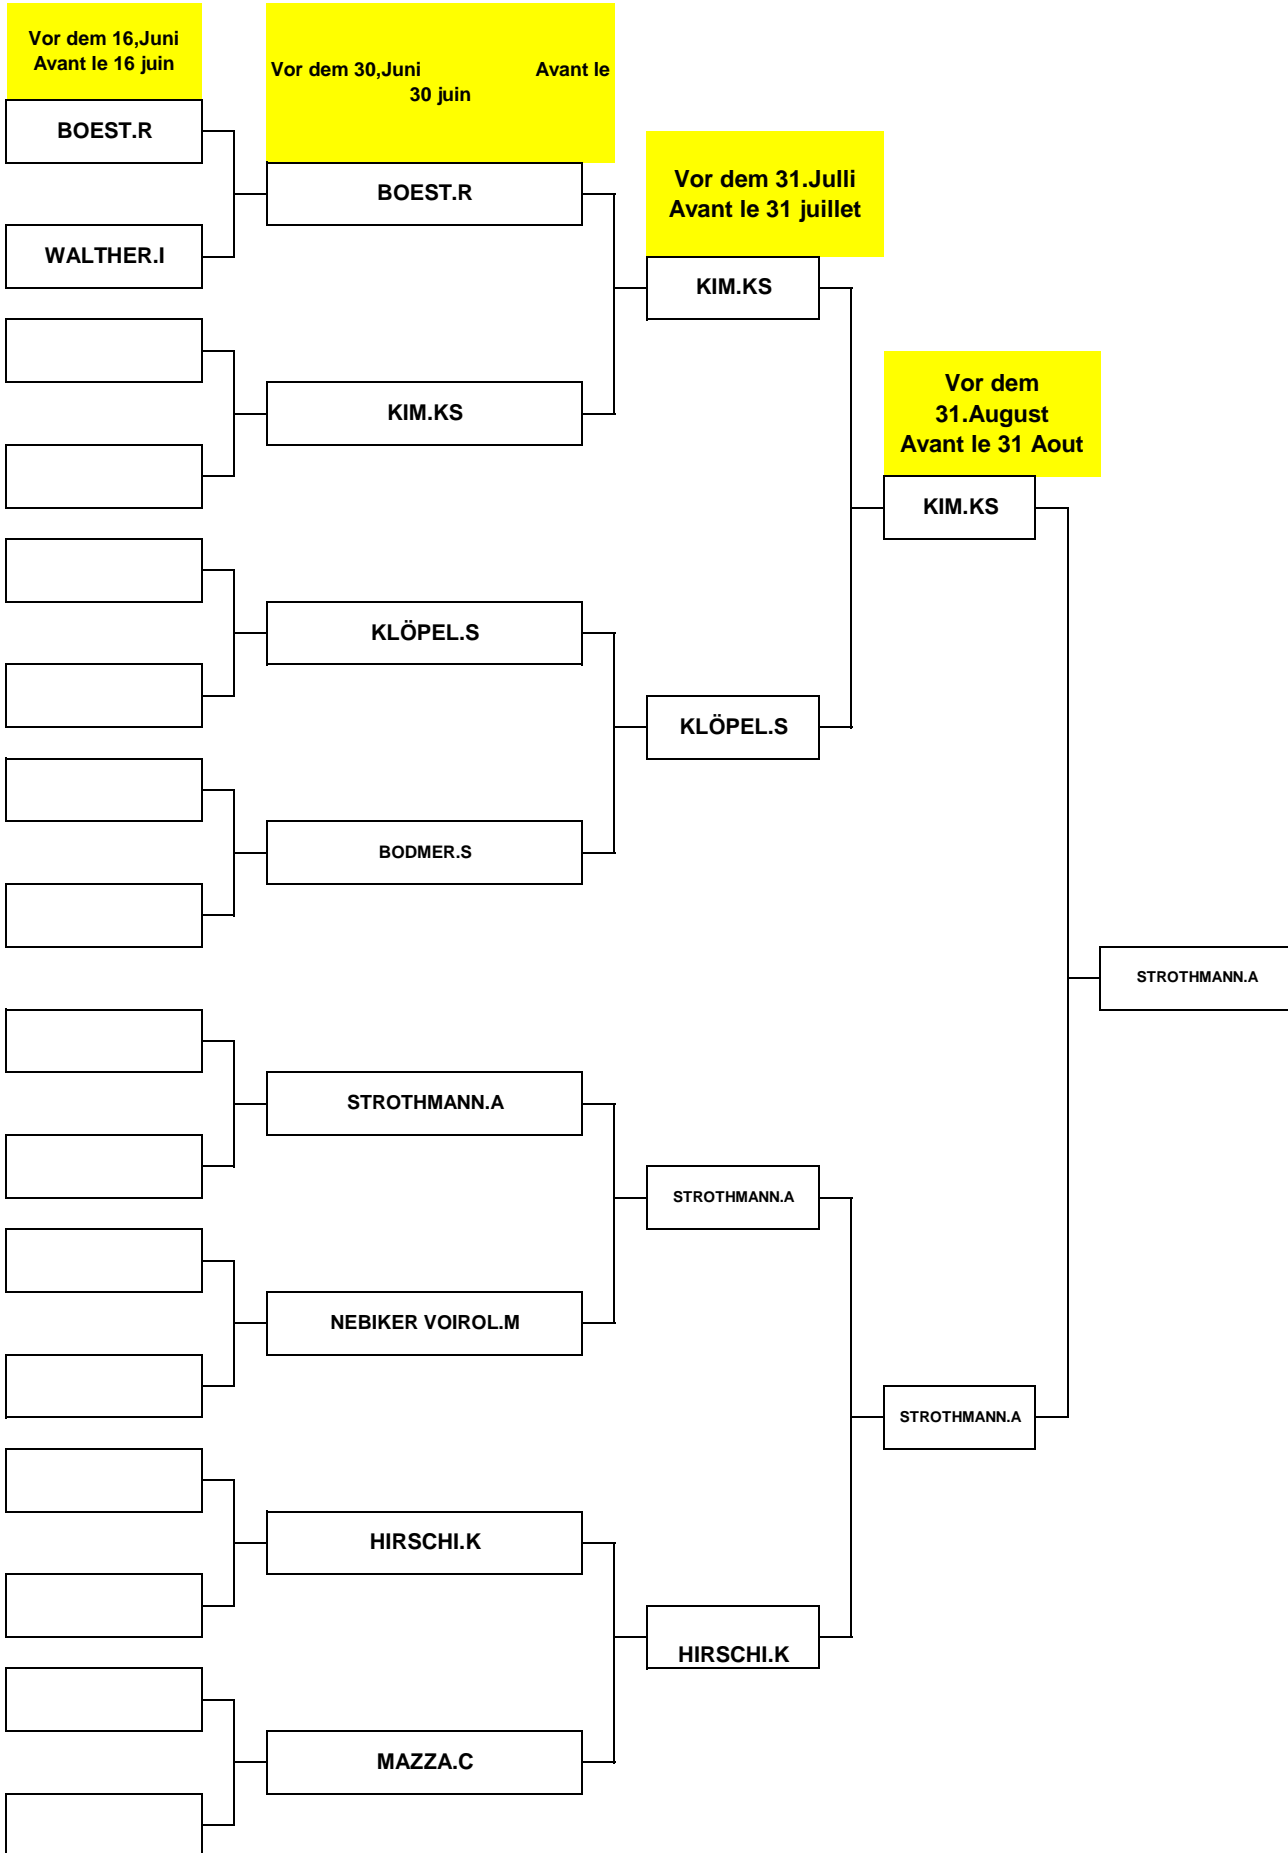 Vor dem 16,Juni
Avant le 16 juin
Vor dem 30,Juni Avant le
30 juin
BOEST.R
BOEST.R
Vor dem 31.Julli
Avant le 31 juillet
WALTHER.I
KIM.KS
KIM.KS
Vor dem
31.August
Avant le 31 Aout
KIM.KS
KLÖPEL.S
KLÖPEL.S
BODMER.S
STROTHMANN.A
STROTHMANN.A
STROTHMANN.A
NEBIKER VOIROL.M
STROTHMANN.A
HIRSCHI.K
HIRSCHI.K
MAZZA.C